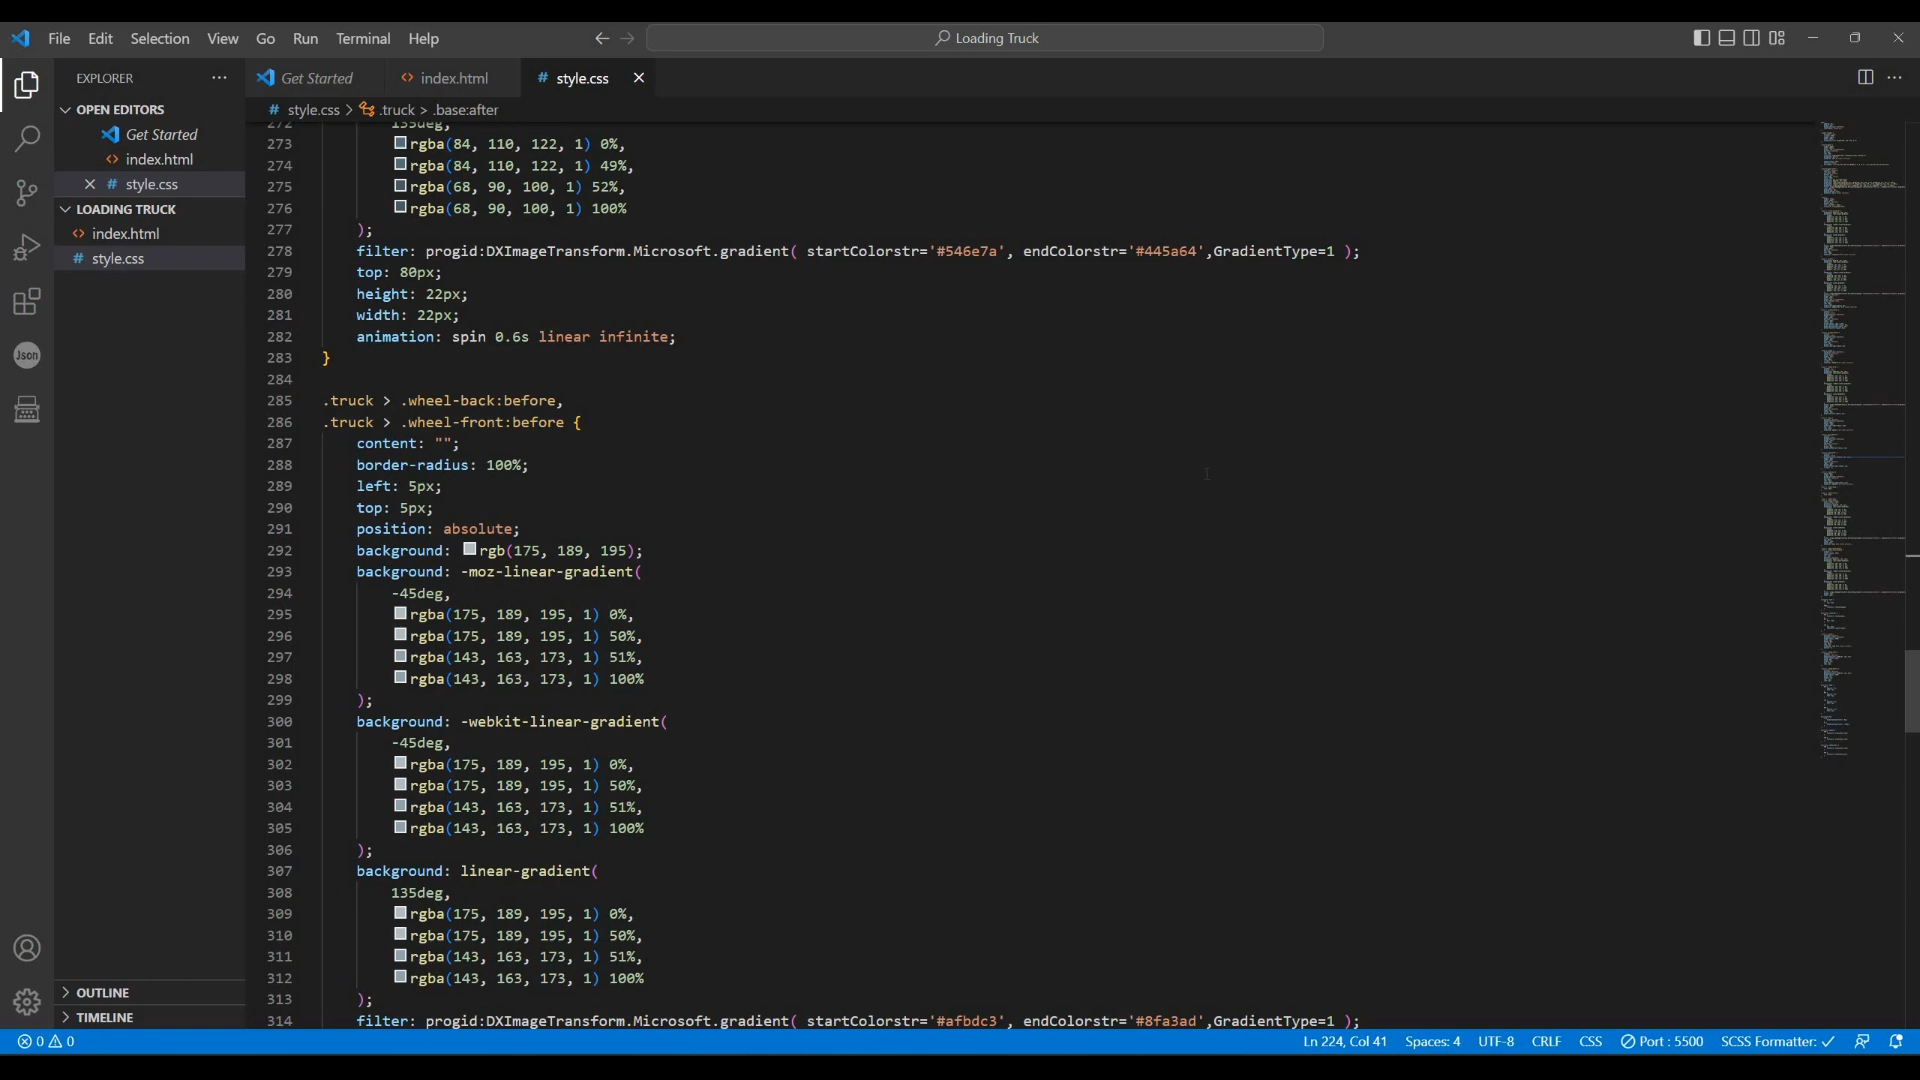 File Edit Selection View Go Run Terminal Help
Loading Truck
EXPLORER
Get Started
index.html
style.css
OPEN EDITORS
Get Started
index.html
style.css
LOADING TRUCK
index.html
style.css
style.css > .truck > .base:after
272 135deg,
273 rgba(84, 110, 122, 1) 0%,
274 rgba(84, 110, 122, 1) 49%,
275 rgba(68, 90, 100, 1) 52%,
276 rgba(68, 90, 100, 1) 100%
277 );
278 filter: progid:DXImageTransform.Microsoft.gradient( startColorstr='#546e7a', endColorstr='#445a64',GradientType=1 );
279 top: 80px;
280 height: 22px;
281 width: 22px;
282 animation: spin 0.6s linear infinite;
283 }
284
285 .truck > .wheel-back:before,
286 .truck > .wheel-front:before {
287 content: "";
288 border-radius: 100%;
289 left: 5px;
290 top: 5px;
291 position: absolute;
292 background: rgb(175, 189, 195);
293 background: -moz-linear-gradient(
294 -45deg,
295 rgba(175, 189, 195, 1) 0%,
296 rgba(175, 189, 195, 1) 50%,
297 rgba(143, 163, 173, 1) 51%,
298 rgba(143, 163, 173, 1) 100%
299 );
300 background: -webkit-linear-gradient(
301 -45deg,
302 rgba(175, 189, 195, 1) 0%,
303 rgba(175, 189, 195, 1) 50%,
304 rgba(143, 163, 173, 1) 51%,
305 rgba(143, 163, 173, 1) 100%
306 );
307 background: linear-gradient(
308 135deg,
309 rgba(175, 189, 195, 1) 0%,
310 rgba(175, 189, 195, 1) 50%,
311 rgba(143, 163, 173, 1) 51%,
312 rgba(143, 163, 173, 1) 100%
313 );
314 filter: progid:DXImageTransform.Microsoft.gradient( startColorstr='#afbdc3', endColorstr='#8fa3ad',GradientType=1 );
Json
OUTLINE
TIMELINE
0 0
Ln 224, Col 41 Spaces: 4 UTF-8 CRLF CSS Port : 5500 SCSS Formatter: